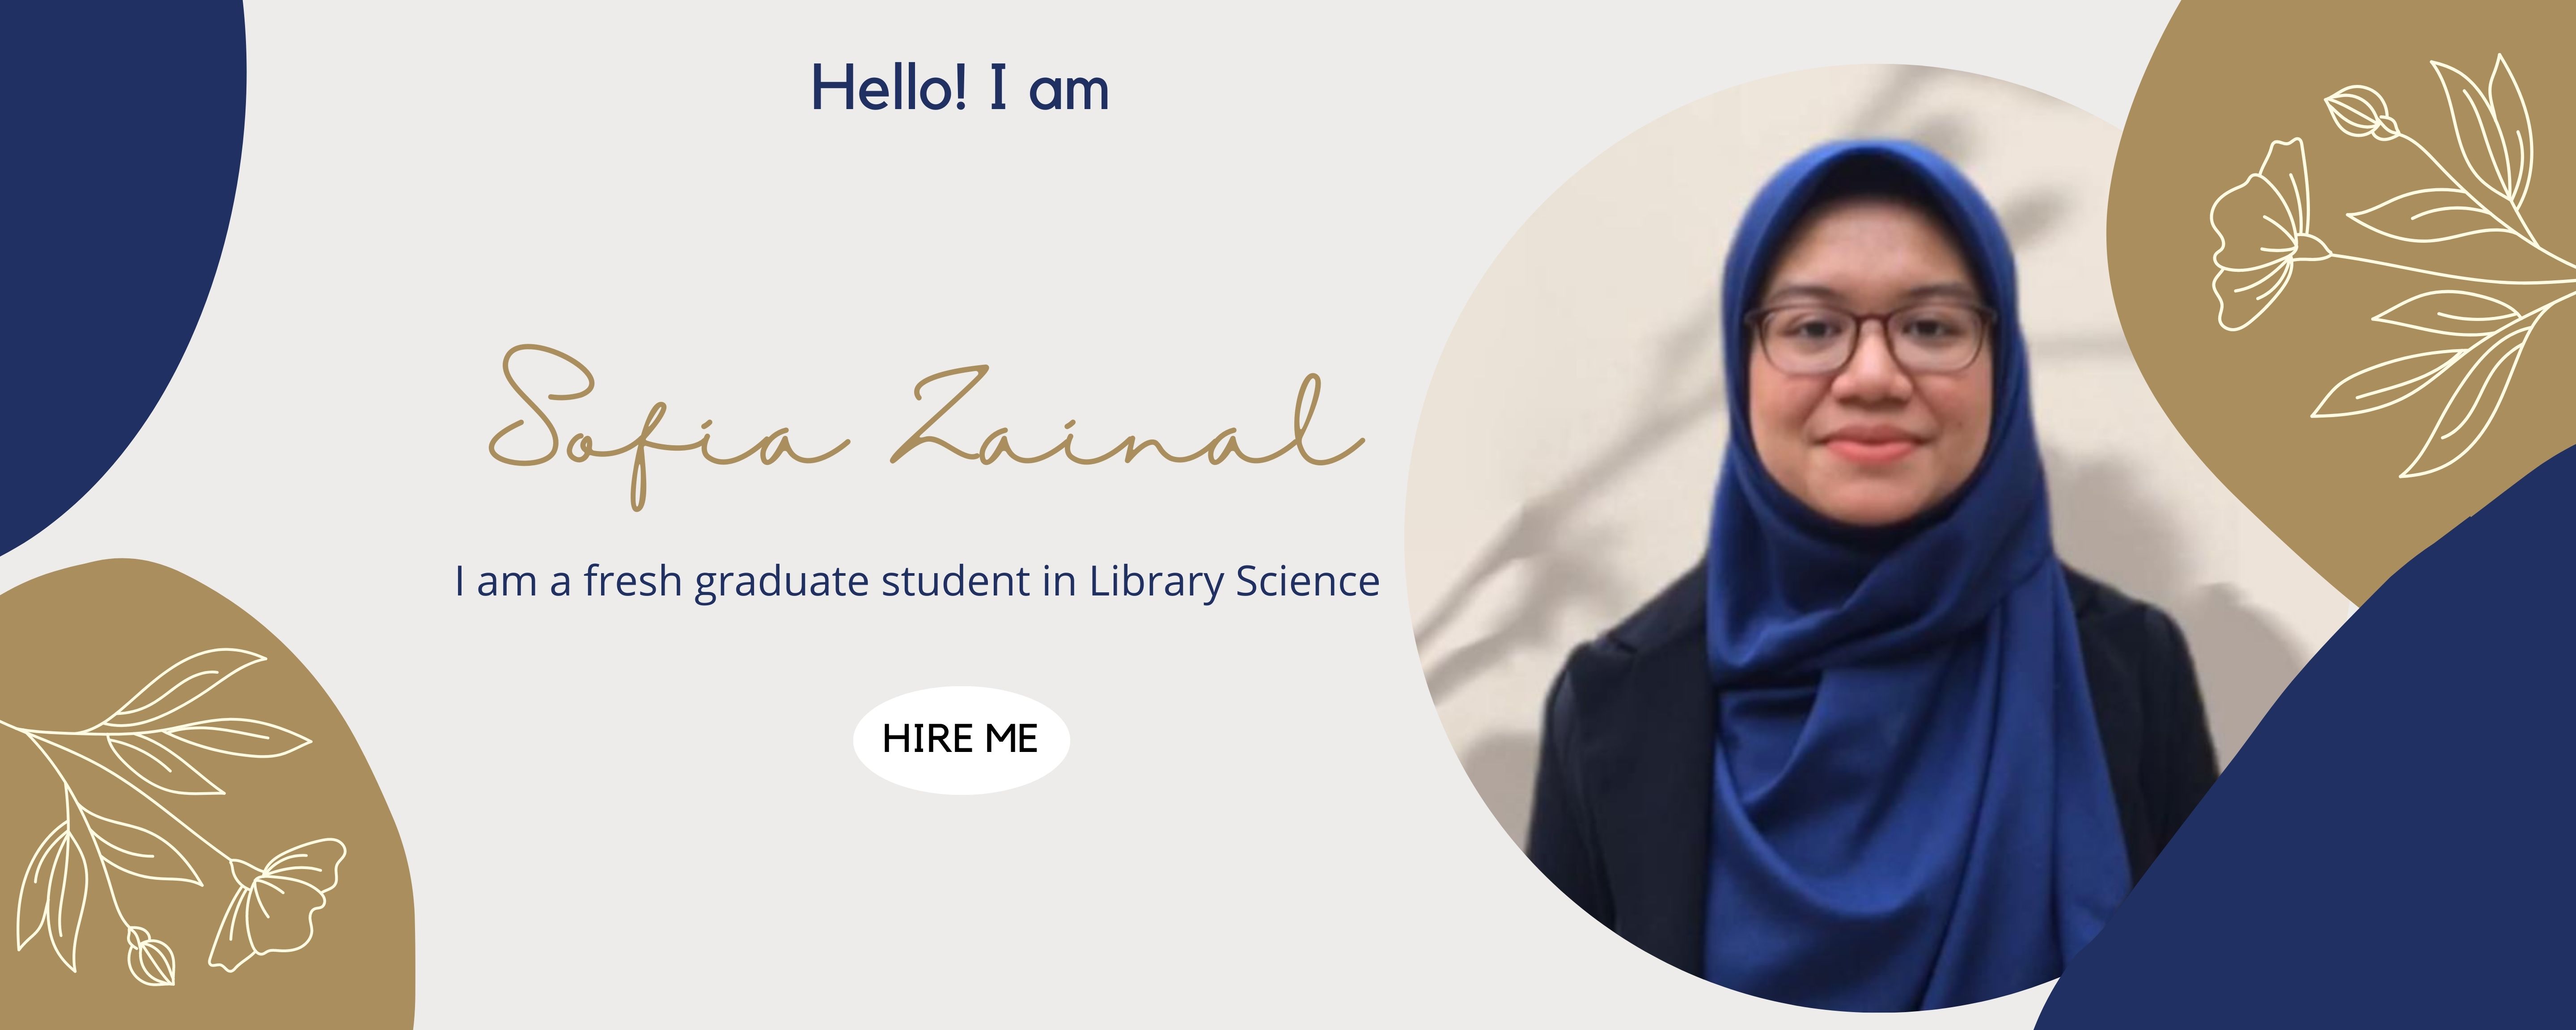 Hello! I am
Sofia Zainal
I am a fresh graduate student in Library Science
HIRE ME